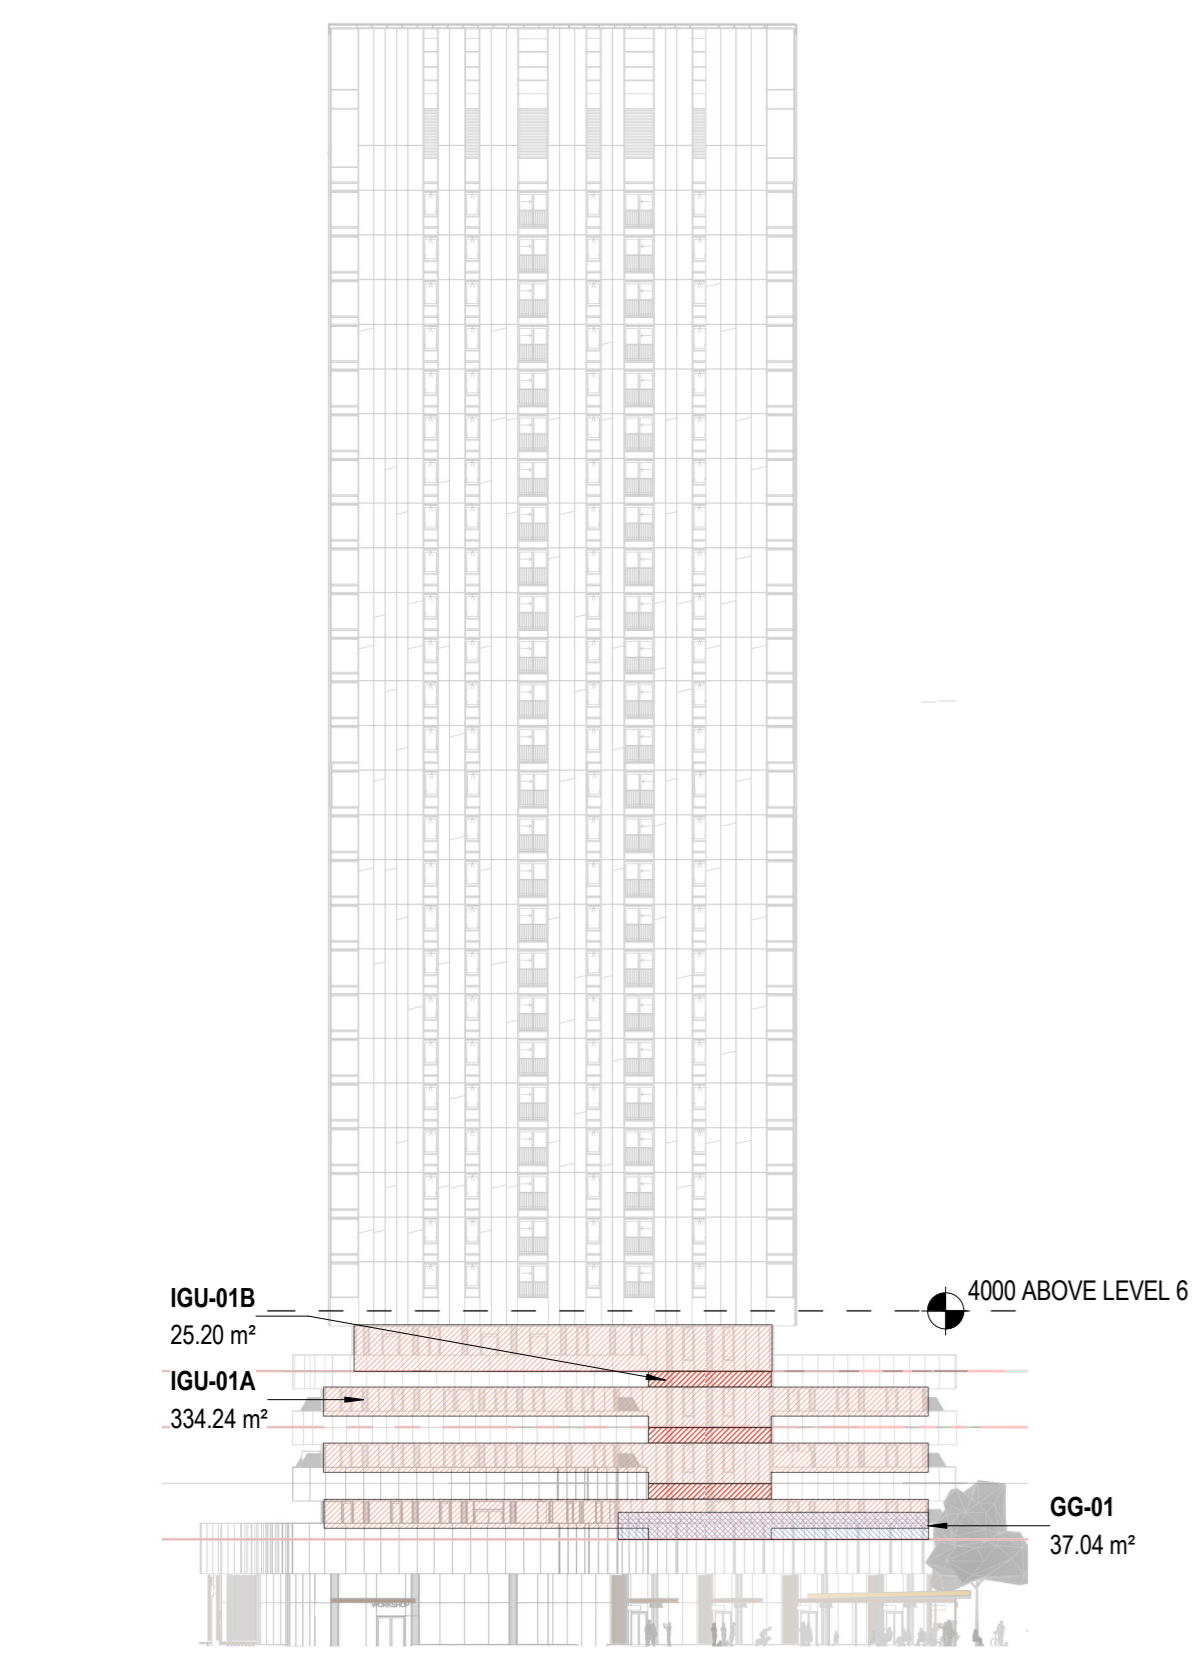 4000 ABOVE LEVEL 6
IGU-01B
25.20 m²
IGU-01A
334.24 m²
GG-01
37.04 m²
WORKSHOP